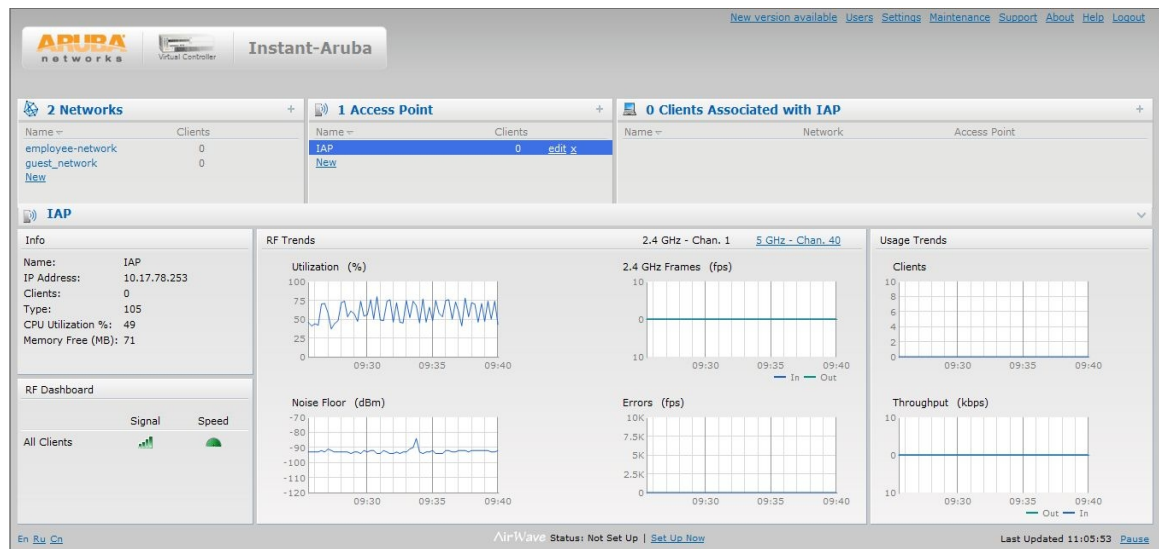 New version available Users Settings Maintenance Support About Help Logout
ARUBA networks
Virtual Controller
Instant-Aruba
2 Networks +
Name Clients
employee-network 0
guest_network 0
New
1 Access Point +
Name Clients
IAP 0 edit x
New
0 Clients Associated with IAP +
Name Network Access Point
IAP
Info
Name: IAP
IP Address: 10.17.78.253
Clients: 0
Type: 105
CPU Utilization %: 49
Memory Free (MB): 71
RF Dashboard
Signal Speed
All Clients
RF Trends 2.4 GHz - Chan. 1 5 GHz - Chan. 40
Utilization (%)
100
75
50
25
0
09:30 09:35 09:40
2.4 GHz Frames (fps)
10
0
10
09:30 09:35 09:40
In Out
Noise Floor (dBm)
-70
-80
-90
-100
-110
-120
09:30 09:35 09:40
Errors (fps)
10K
7.5K
5K
2.5K
0
09:30 09:35 09:40
Usage Trends
Clients
10
8
6
4
2
0
09:30 09:35 09:40
Throughput (kbps)
10
0
10
09:30 09:35 09:40
Out In
En Ru Cn
AirWave Status: Not Set Up | Set Up Now
Last Updated 11:05:53 Pause